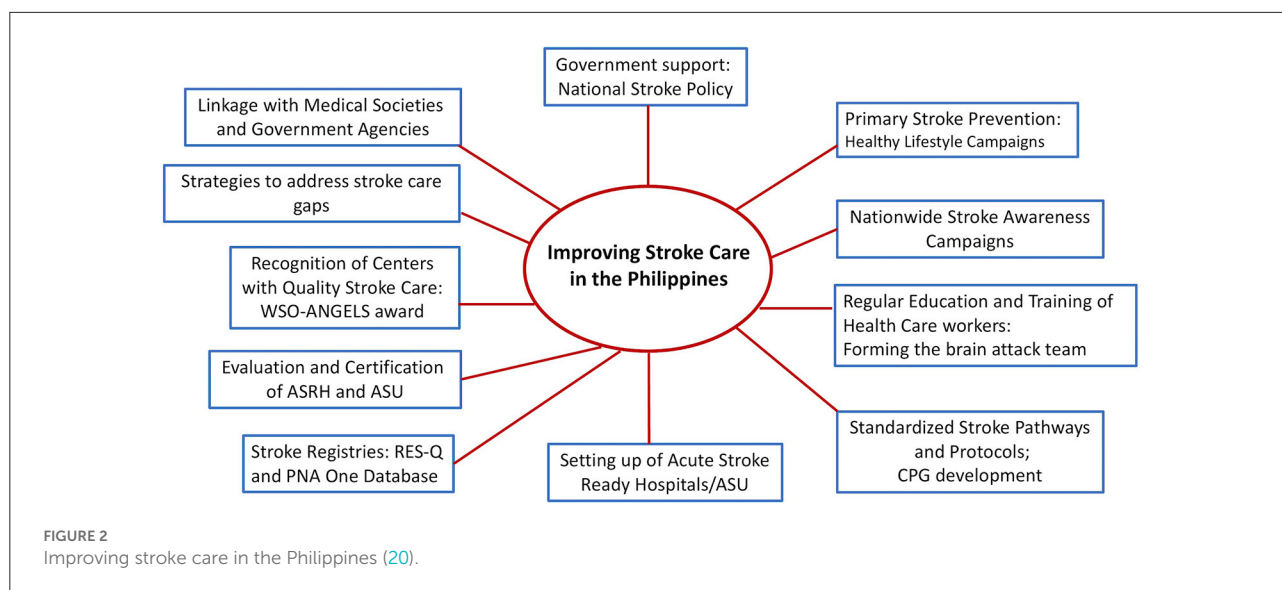 Government support:
National Stroke Policy
Linkage with Medical Societies
and Government Agencies
Primary Stroke Prevention:
Healthy Lifestyle Campaigns
Strategies to address stroke care
gaps
Nationwide Stroke Awareness
Campaigns
Improving Stroke Care
in the Philippines
Recognition of Centers
with Quality Stroke Care:
WSO-ANGELS award
Regular Education and Training of
Health Care workers:
Forming the brain attack team
Evaluation and Certification
of ASRH and ASU
Standardized Stroke Pathways
and Protocols;
CPG development
Stroke Registries: RES-Q
and PNA One Database
Setting up of Acute Stroke
Ready Hospitals/ASU
FIGURE 2
Improving stroke care in the Philippines (20).